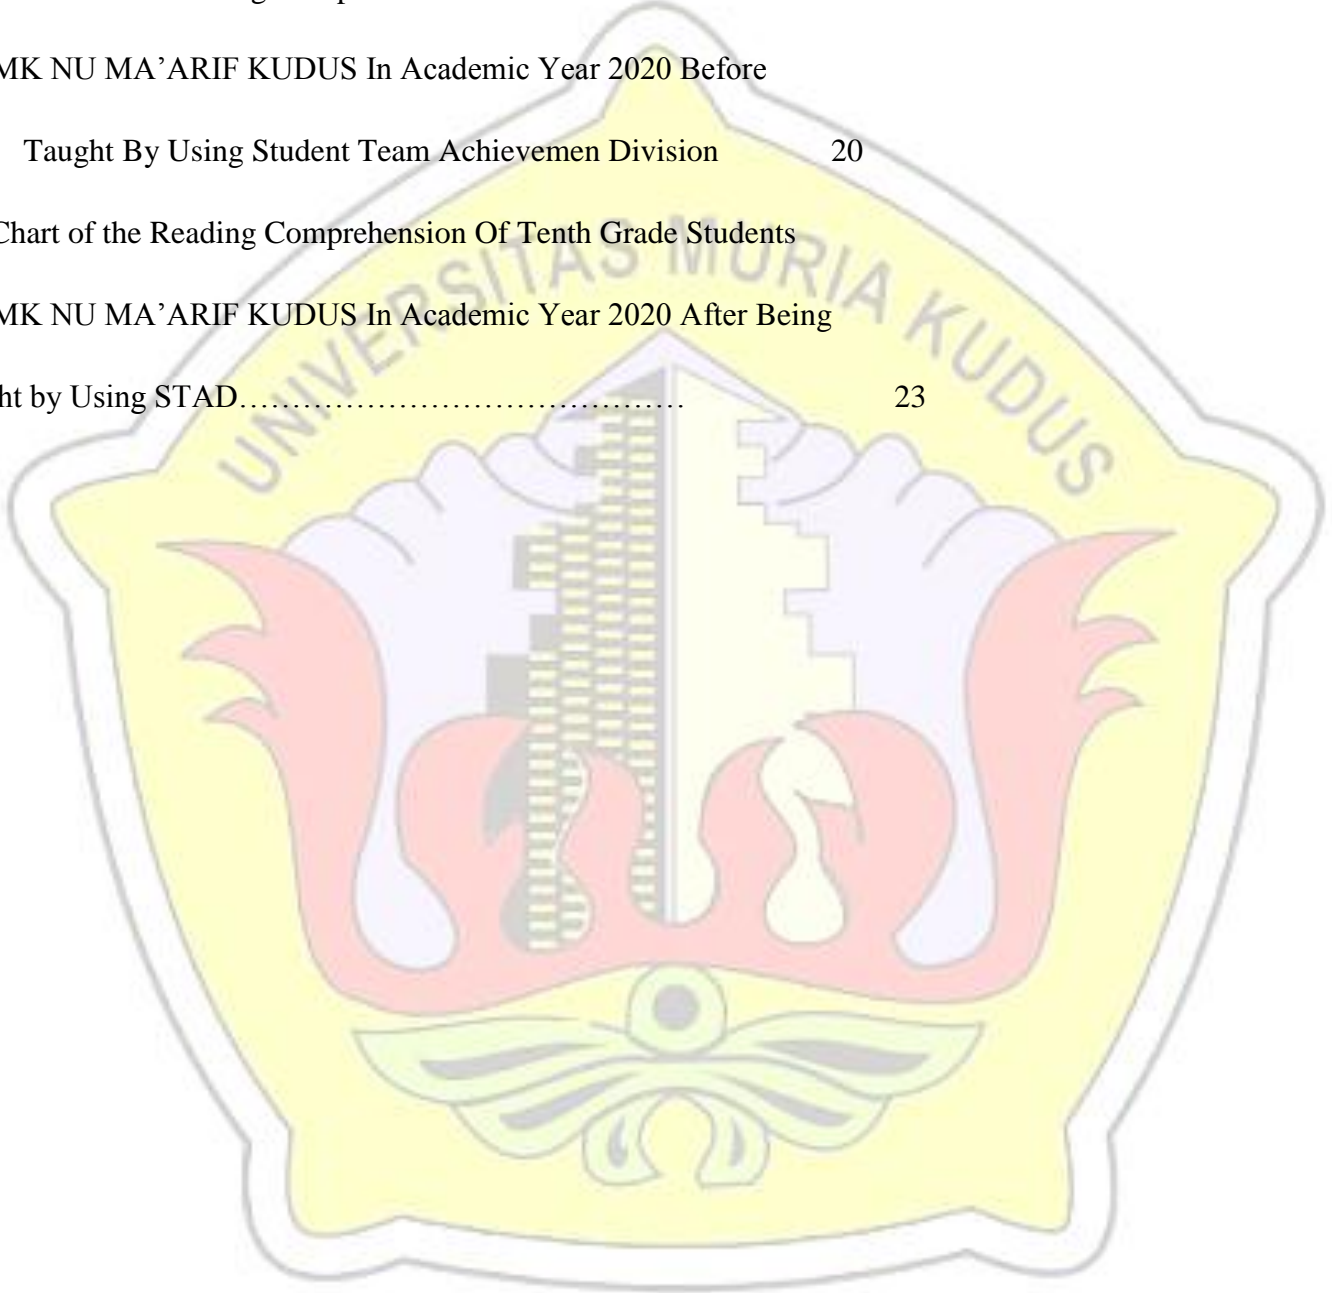 MK NU MA’ARIF KUDUS In Academic Year 2020 Before
Taught By Using Student Team Achievemen Division 20
Chart of the Reading Comprehension Of Tenth Grade Students
MK NU MA’ARIF KUDUS In Academic Year 2020 After Being
ht by Using STAD……………………………………… 23
UNIVERSITAS MURIA KUDUS